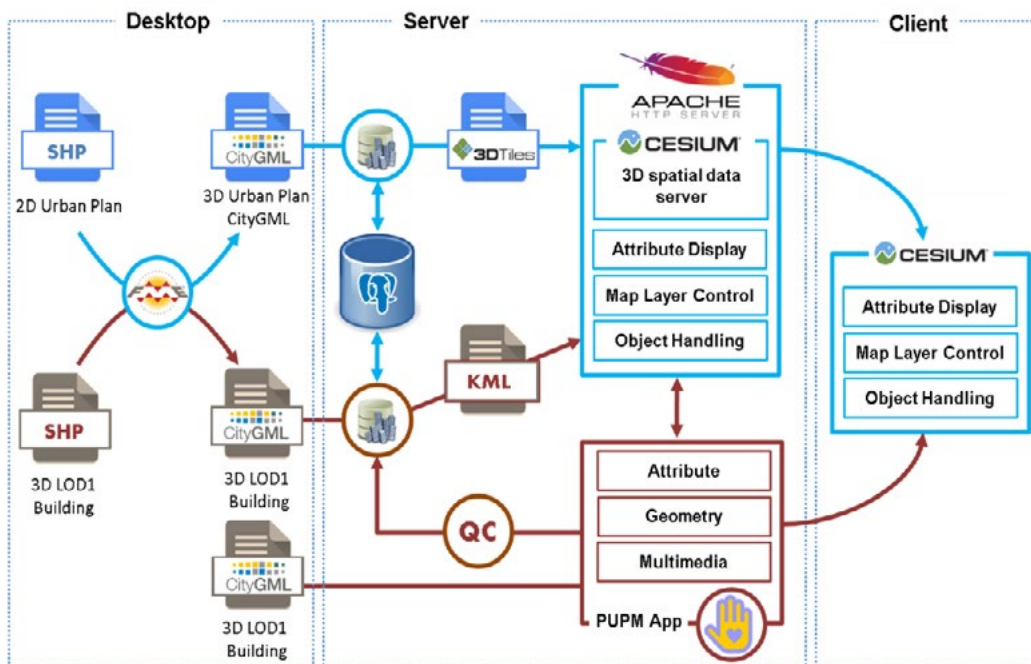 Desktop
Server
Client
SHP
2D Urban Plan
CityGML
3D Urban Plan
CityGML
3DTiles
APACHE
HTTP SERVER
CESIUM
3D spatial data
server
Attribute Display
Map Layer Control
Object Handling
CESIUM
Attribute Display
Map Layer Control
Object Handling
FME
SHP
3D LOD1
Building
CityGML
3D LOD1
Building
KML
QC
Attribute
Geometry
Multimedia
PUPM App
CityGML
3D LOD1
Building